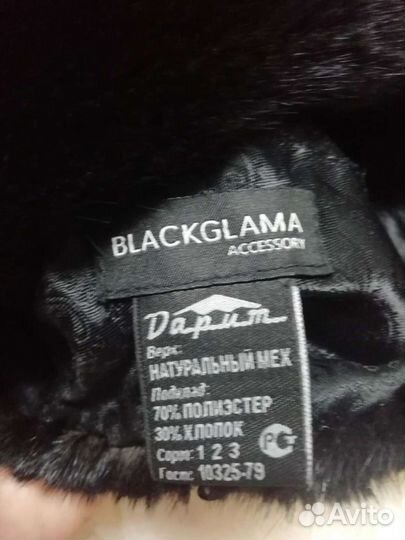 BLACKGLAMA
ACCESSORY
Дарит
Верх:
НАТУРАЛЬНЫЙ МЕХ
Подклад:
70% ПОЛИЭСТЕР
30% ХЛОПОК
Сорт: 1 2 3
Гост: 10325-79
РСТ
Avito